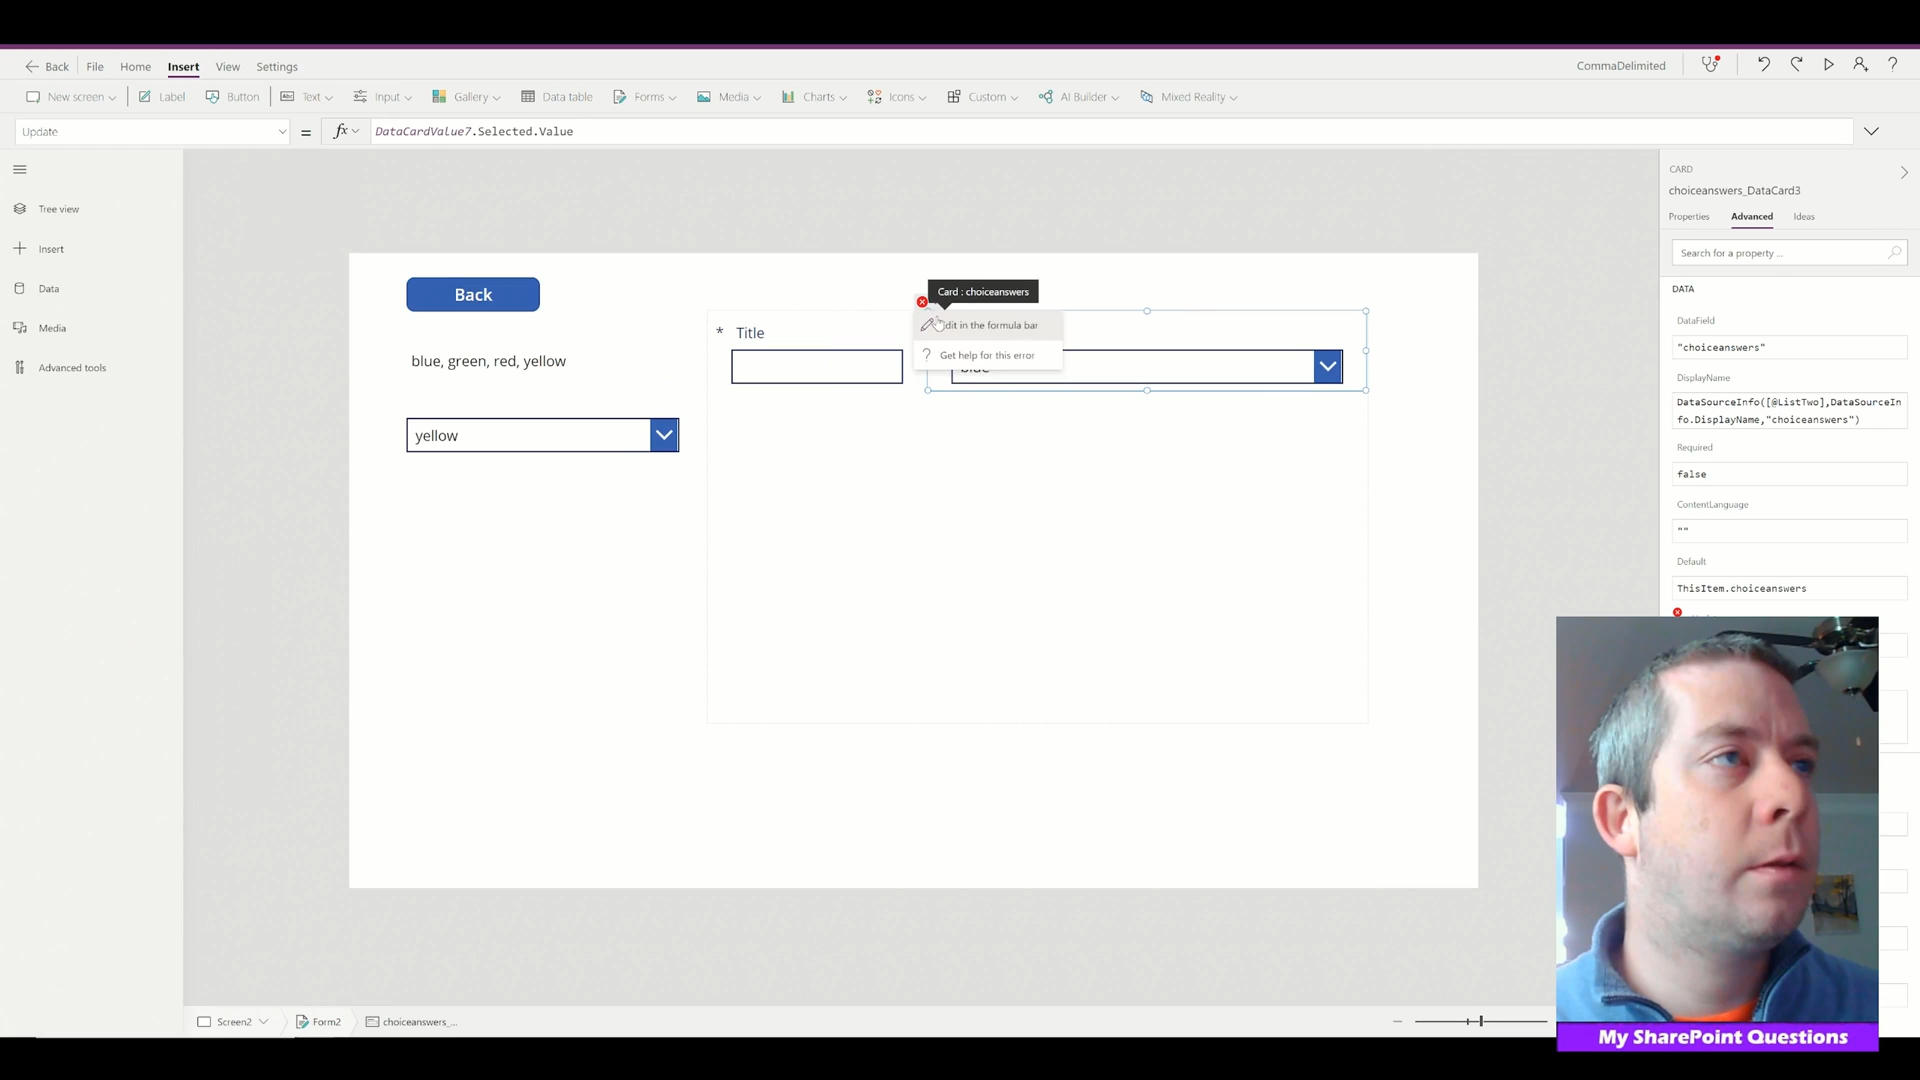 Back File Home Insert View Settings CommaDelimited ?
New screen Label Button Text Input Gallery Data table Forms Media Charts Icons Custom AI Builder Mixed Reality
Update = fx DataCardValue7.Selected.Value
Tree view
Insert
Data
Media
Advanced tools
Back
blue, green, red, yellow
yellow
Card : choiceanswers
* Title
dit in the formula bar
? Get help for this error
CARD
choiceanswers_DataCard3
Properties Advanced Ideas
Search for a property ...
DATA
DataField
"choiceanswers"
DisplayName
DataSourceInfo([@ListTwo],DataSourceIn
fo.DisplayName,"choiceanswers")
Required
false
ContentLanguage
""
Default
ThisItem.choiceanswers
Screen2 Form2 choiceanswers_...
My SharePoint Questions